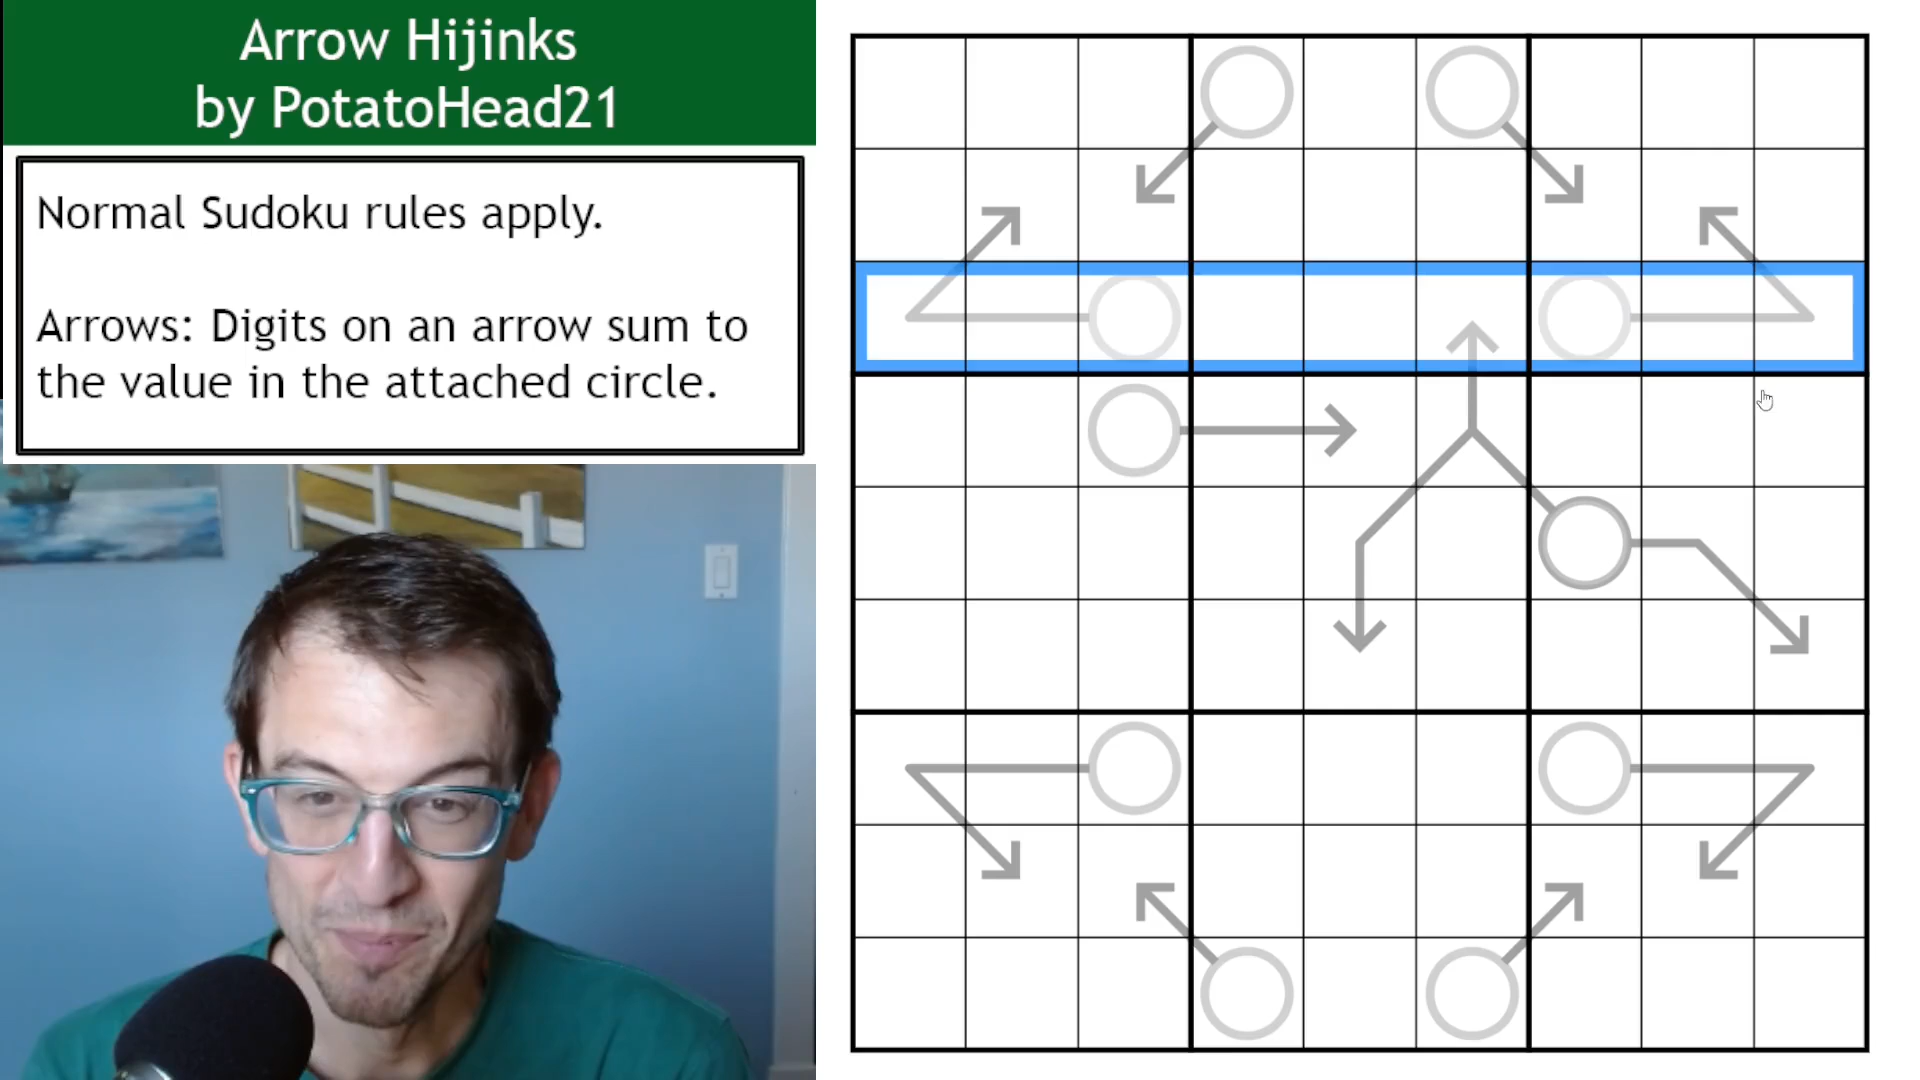 Arrow Hijinks
by PotatoHead21
Normal Sudoku rules apply.
Arrows: Digits on an arrow sum to
the value in the attached circle.